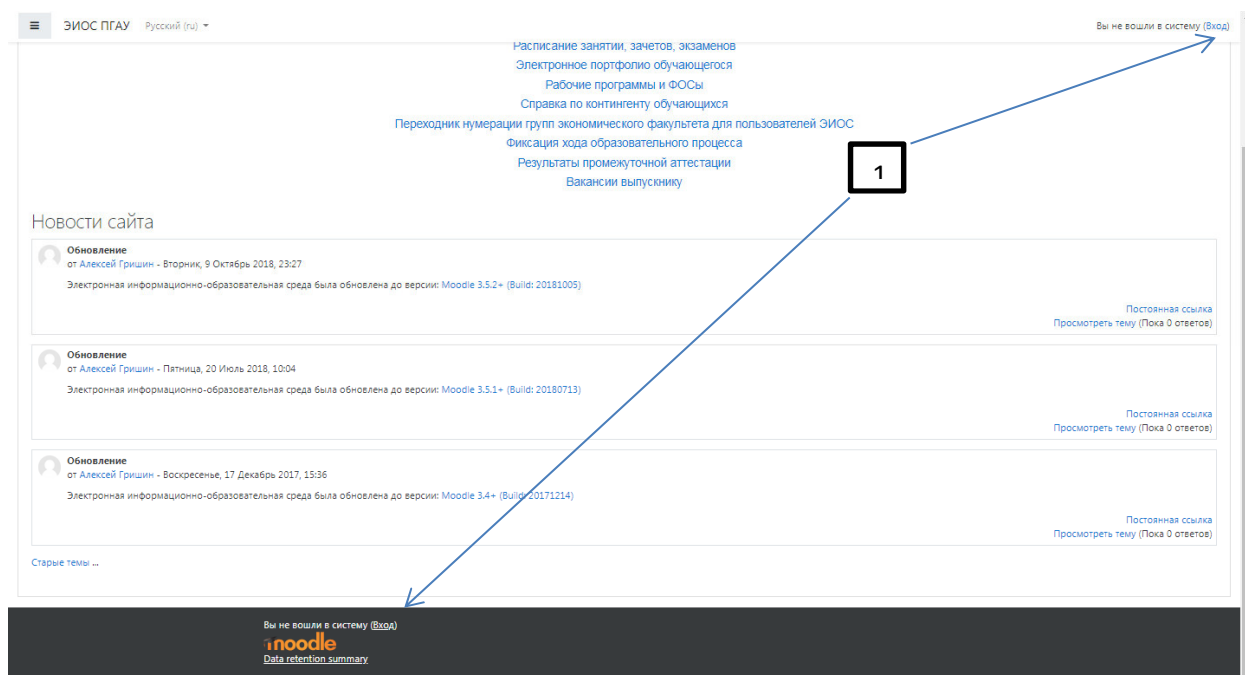 ЭИОС ПГАУ Русский (ru)
Вы не вошли в систему (Вход)
Расписание занятий, зачетов, экзаменов
Электронное портфолио обучающегося
Рабочие программы и ФОСы
Справка по контингенту обучающихся
Переходник нумерации групп экономического факультета для пользователей ЭИОС
Фиксация хода образовательного процесса
Результаты промежуточной аттестации
Вакансии выпускнику
1
Новости сайта
Обновление
от Алексей Гришин - Вторник, 9 Октябрь 2018, 23:27
Электронная информационно-образовательная среда была обновлена до версии: Moodle 3.5.2+ (Build: 20181005)
Постоянная ссылка
Просмотреть тему (Пока 0 ответов)
Обновление
от Алексей Гришин - Пятница, 20 Июль 2018, 10:04
Электронная информационно-образовательная среда была обновлена до версии: Moodle 3.5.1+ (Build: 20180713)
Постоянная ссылка
Просмотреть тему (Пока 0 ответов)
Обновление
от Алексей Гришин - Воскресенье, 17 Декабрь 2017, 15:36
Электронная информационно-образовательная среда была обновлена до версии: Moodle 3.4+ (Build: 20171214)
Постоянная ссылка
Просмотреть тему (Пока 0 ответов)
Старые темы ...
Вы не вошли в систему (Вход)
moodle
Data retention summary